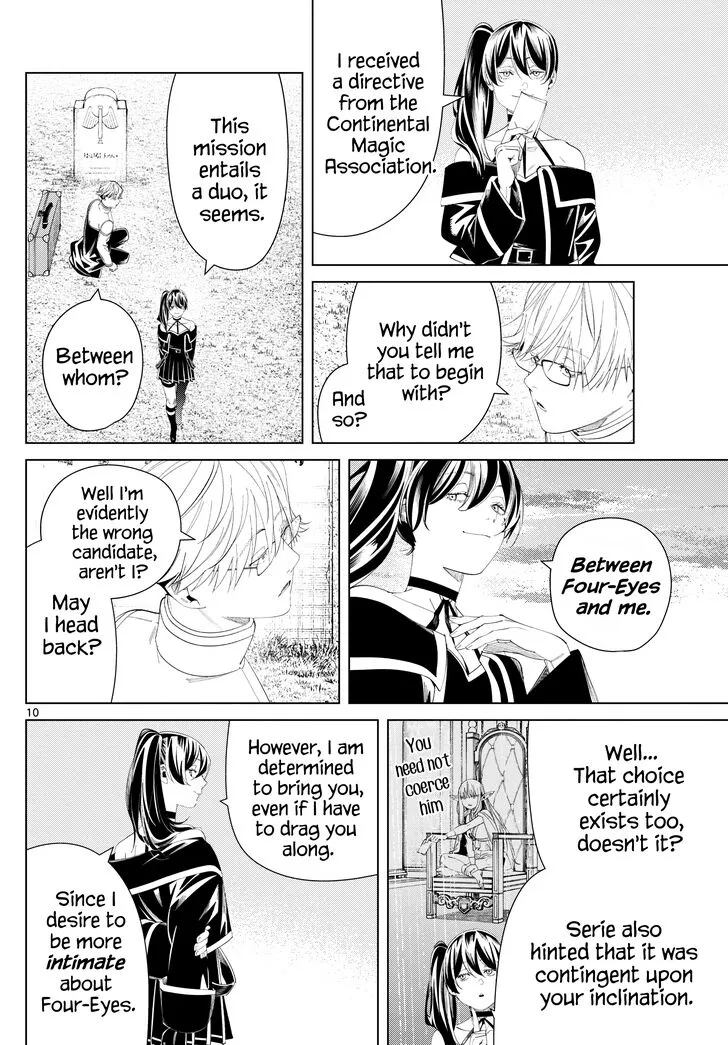 I received
a directive
from the
Continental
Magic
Association.
This
mission
entails
a duo, it
seems.
Between
whom?
Why didn't
you tell me
that to begin
with?
And
so?
Between
Four-Eyes
and me.
Well I'm
evidently
the wrong
candidate,
aren't I?
May
I head
back?
10
Well...
That choice
certainly
exists too,
doesn't it?
You
need not
coerce
him
Serie also
hinted that it was
contingent upon
your inclination.
However, I am
determined
to bring you,
even if I have
to drag you
along.
Since I
desire to
be more
intimate
about
Four-Eyes.